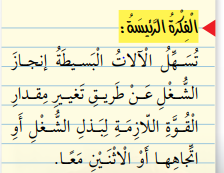 الْفِكْرَةُ الرَّئِيسَةُ :
تُسَهِّلُ الْآلَاتُ الْبَسِيطَةُ إِنجَازَ
الشُّغْلِ عَنْ طَرِيقِ تَغْيِيرِ مِقْدَارِ
الْقُوَّةِ اللَّازِمَةِ لِبَذْلِ الشُّغْلِ أَوِ
اتِّجَاهِهَا أَوِ الْاثْنَيْنِ مَعًا.